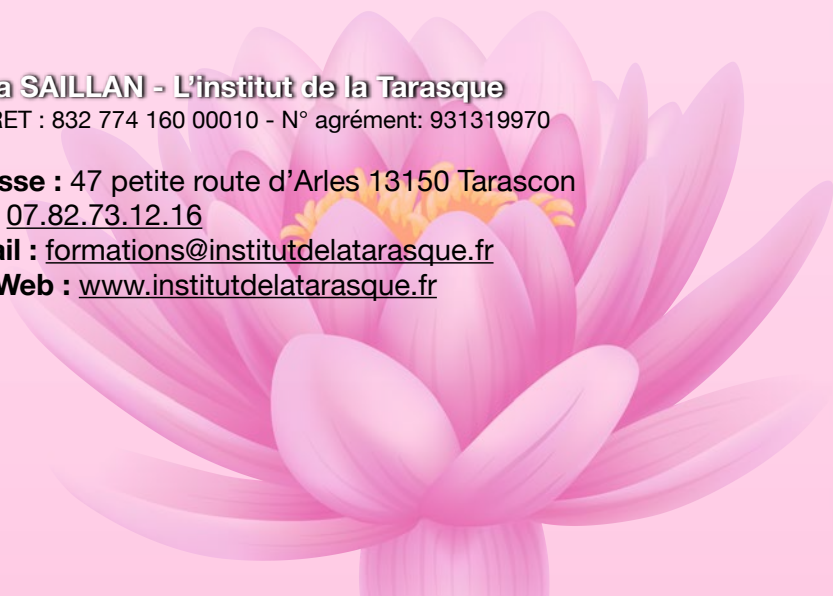 a SAILLAN - L’institut de la Tarasque
RET : 832 774 160 00010 - N° agrément: 931319970
sse : 47 petite route d’Arles 13150 Tarascon
07.82.73.12.16
ail : formations@institutdelatarasque.fr
Web : www.institutdelatarasque.fr